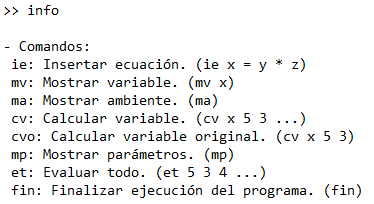 >> info
- Comandos:
ie: Insertar ecuación. (ie x = y * z)
mv: Mostrar variable. (mv x)
ma: Mostrar ambiente. (ma)
cv: Calcular variable. (cv x 5 3 ...)
cvo: Calcular variable original. (cv x 5 3)
mp: Mostrar parámetros. (mp)
et: Evaluar todo. (et 5 3 4 ...)
fin: Finalizar ejecución del programa. (fin)